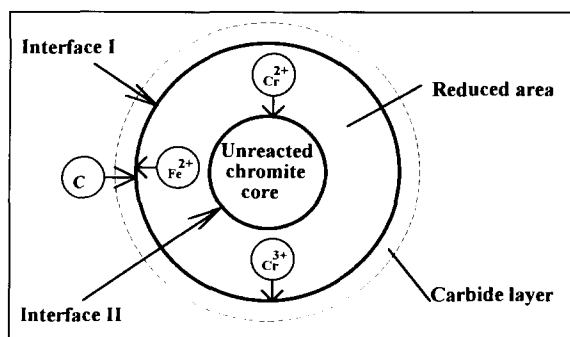 Interface I
Cr2+
Reduced area
Unreacted
chromite
core
C
Fe2+
Cr3+
Interface II
Carbide layer